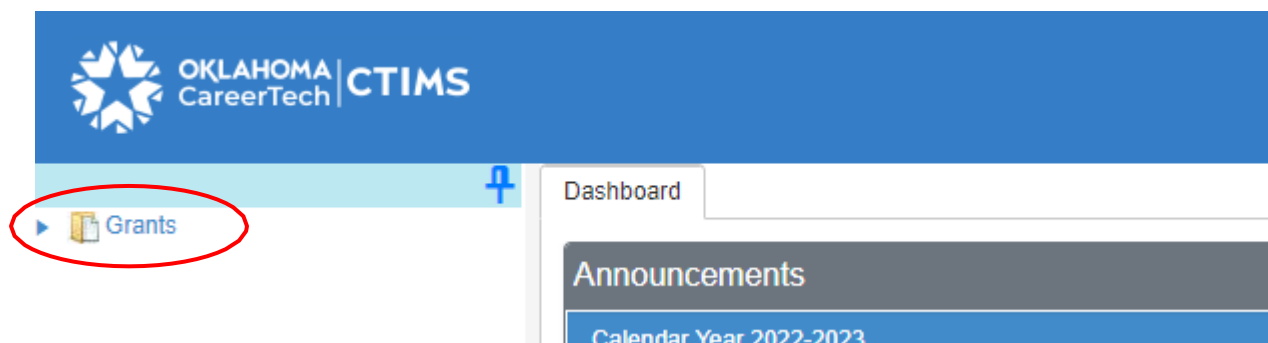 OKLAHOMA
CareerTech
CTIMS
Dashboard
Grants
Announcements
Calendar Year 2022-2023